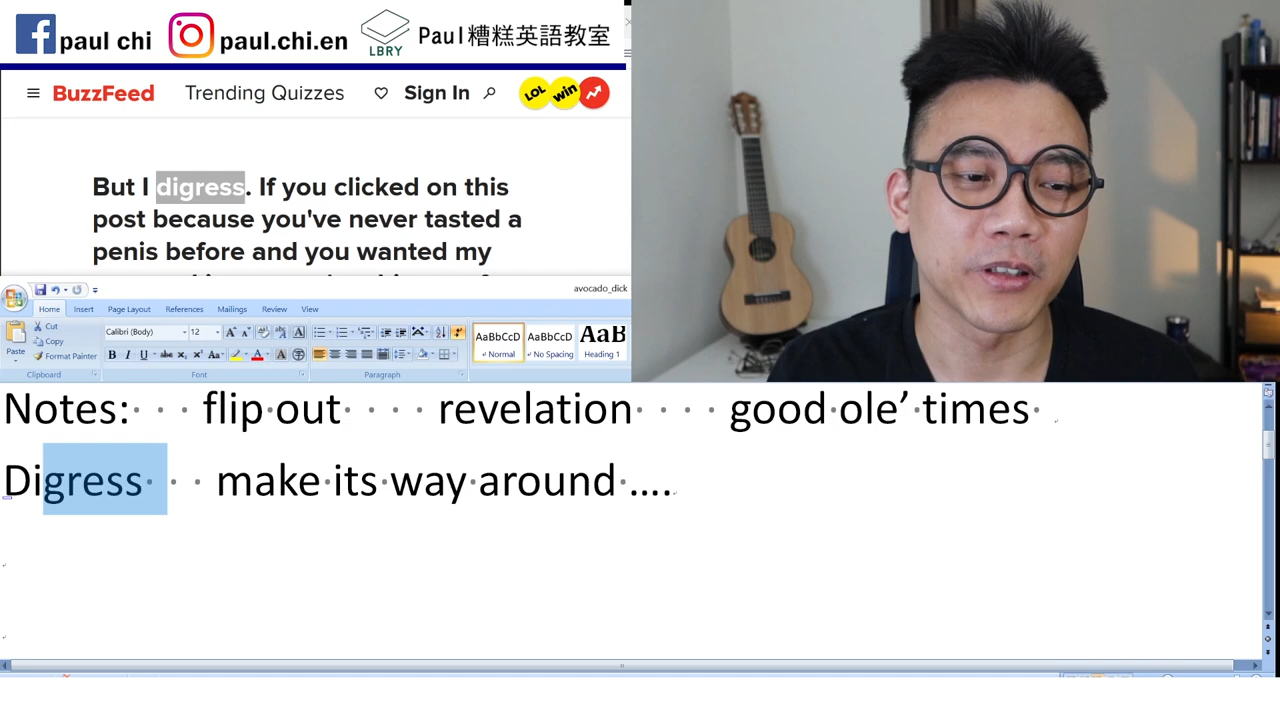 paul chi paul.chi.en LBRY Paul糟糕英語教室
BuzzFeed Trending Quizzes Sign In LOL win
But I digress. If you clicked on this
post because you've never tasted a
penis before and you wanted my
avocado_dick
Home Insert Page Layout References Mailings Review View
Cut
Copy
Format Painter
Paste
Calibri (Body) 12
AaBbCcD AaBbCcD AaB
Normal No Spacing Heading 1
Clipboard Font Paragraph
Notes: flip out revelation good ole’ times
Digress make its way around ….